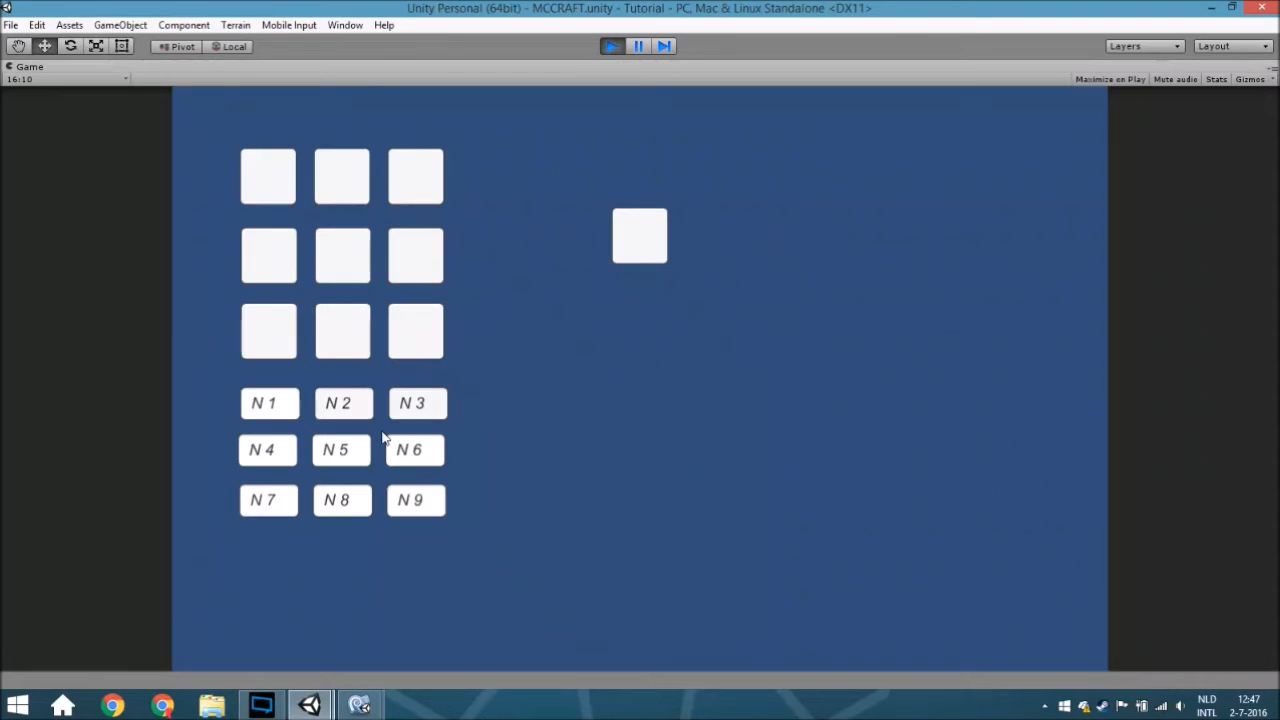 Unity Personal (64bit) - MCCRAFT.unity - Tutorial - PC, Mac & Linux Standalone <DX11>
File Edit Assets GameObject Component Terrain Mobile Input Window Help
Pivot Local Layers Layout
Game
16:10 Maximize on Play Mute audio Stats Gizmos
N 1 N 2 N 3
N 4 N 5 N 6
N 7 N 8 N 9
NLD 12:47
INTL 2-7-2016